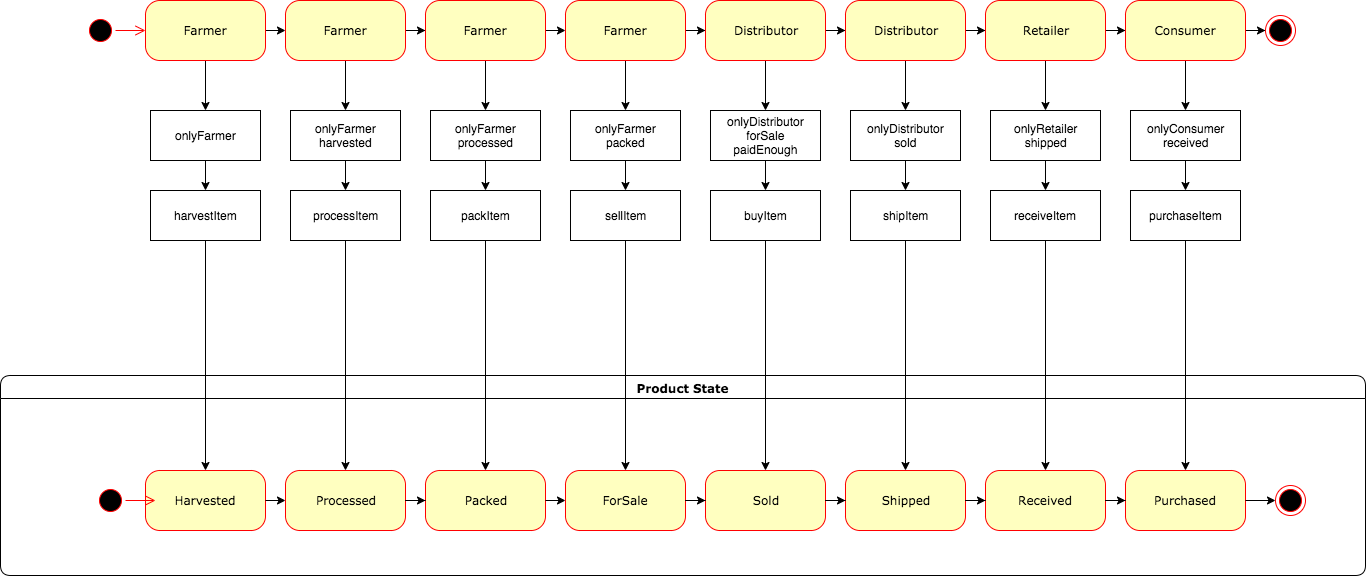 Farmer
Farmer
Farmer
Farmer
Distributor
Distributor
Retailer
Consumer
onlyFarmer
onlyFarmer
harvested
onlyFarmer
processed
onlyFarmer
packed
onlyDistributor
forSale
paidEnough
onlyDistributor
sold
onlyRetailer
shipped
onlyConsumer
received
harvestItem
processItem
packItem
sellItem
buyItem
shipItem
receiveItem
purchaseItem
Product State
Harvested
Processed
Packed
ForSale
Sold
Shipped
Received
Purchased